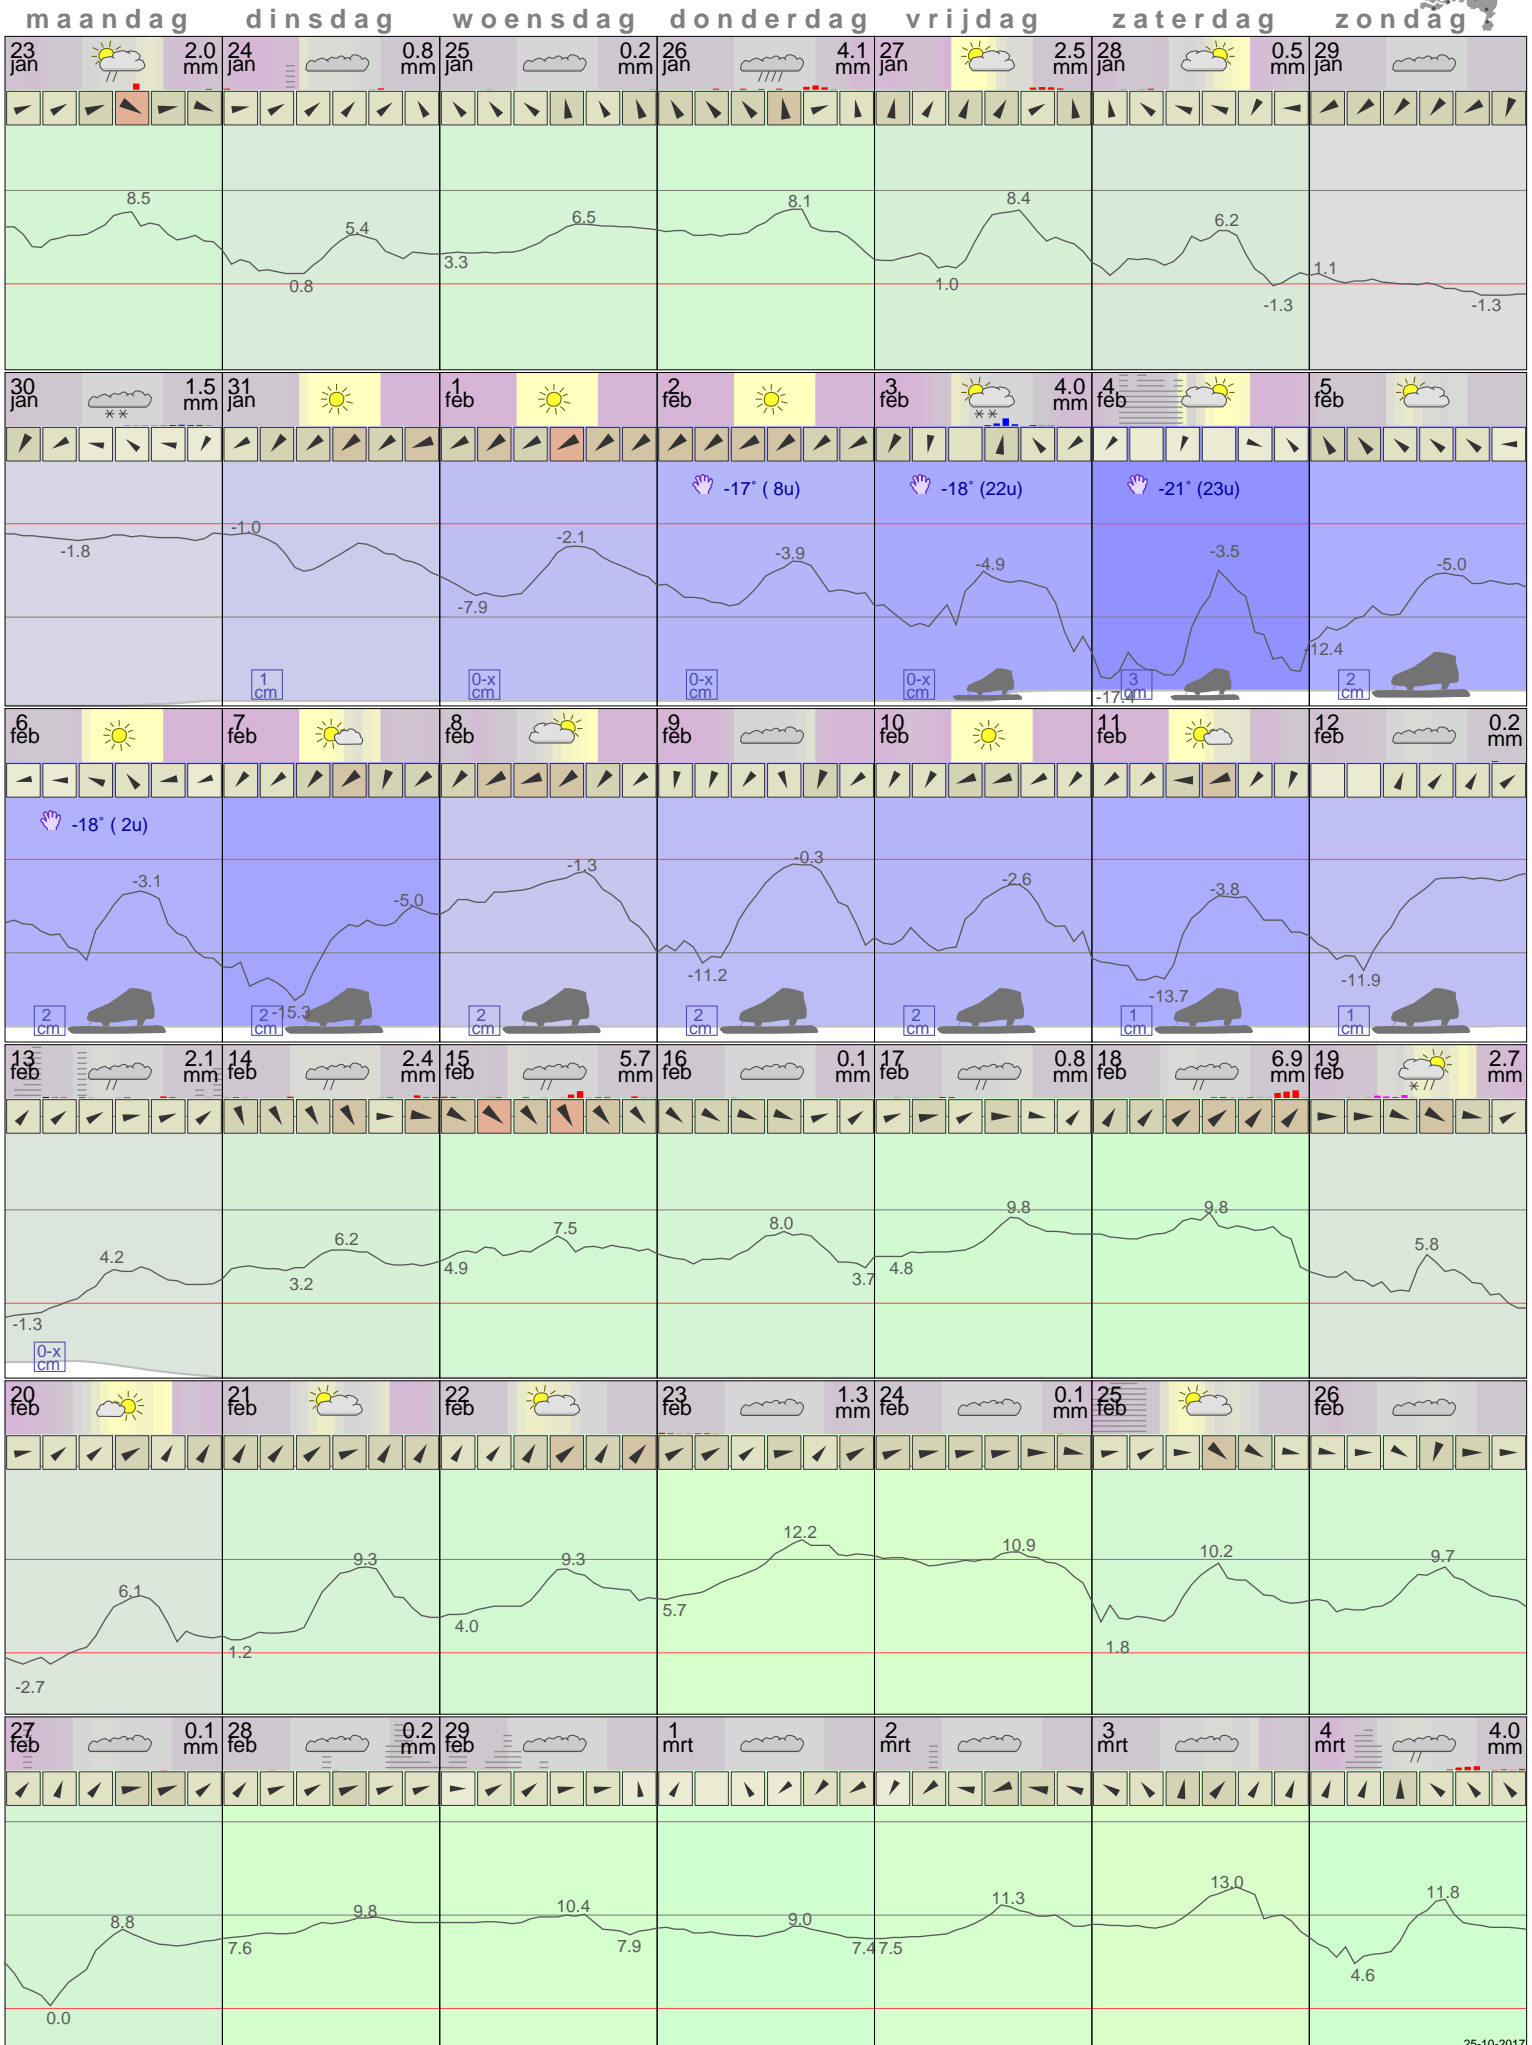 maandag dinsdag woensdag donderdag vrijdag zaterdag zondag
23 2.0 24 0.8 25 0.2 26 4.1 27 2.5 28 0.5 29
jan mm jan mm jan mm jan mm jan mm jan mm jan
8.5 5.4 6.5 8.1 8.4 6.2
0.8 3.3 1.0 -1.3 1.1 -1.3
30 1.5 31 1 2 3 4.0 4 5
jan mm jan feb feb feb mm feb feb
-17° ( 8u) -18° (22u) -21° (23u)
-1.8 -1.0 -2.1 -3.9 -4.9 -3.5 -5.0
-7.9 -17.4 -12.4
1 0-x 0-x 0-x 3 2
cm cm cm cm cm cm
6 7 8 9 10 11 12 0.2
feb feb feb feb feb feb feb mm
-18° ( 2u)
-3.1 -5.0 -1.3 -0.3 -2.6 -3.8
-15.3 -11.2 -13.7 -11.9
2 2 2 2 2 1 1
cm cm cm cm cm cm cm
13 2.1 14 2.4 15 5.7 16 0.1 17 0.8 18 6.9 19 2.7
feb mm feb mm feb mm feb mm feb mm feb mm feb mm
4.2 6.2 7.5 8.0 9.8 9.8 5.8
-1.3 3.2 4.9 3.7 4.8
0-x
cm
20 21 22 23 1.3 24 0.1 25 26
feb feb feb feb mm feb mm feb feb
6.1 9.3 9.3 12.2 10.9 10.2 9.7
-2.7 1.2 4.0 5.7 1.8
27 0.1 28 0.2 29 1 2 3 4 4.0
feb mm feb mm feb mrt mrt mrt mrt mm
8.8 9.8 10.4 9.0 11.3 13.0 11.8
0.0 7.6 7.9 7.4 7.5 4.6
25-10-2017